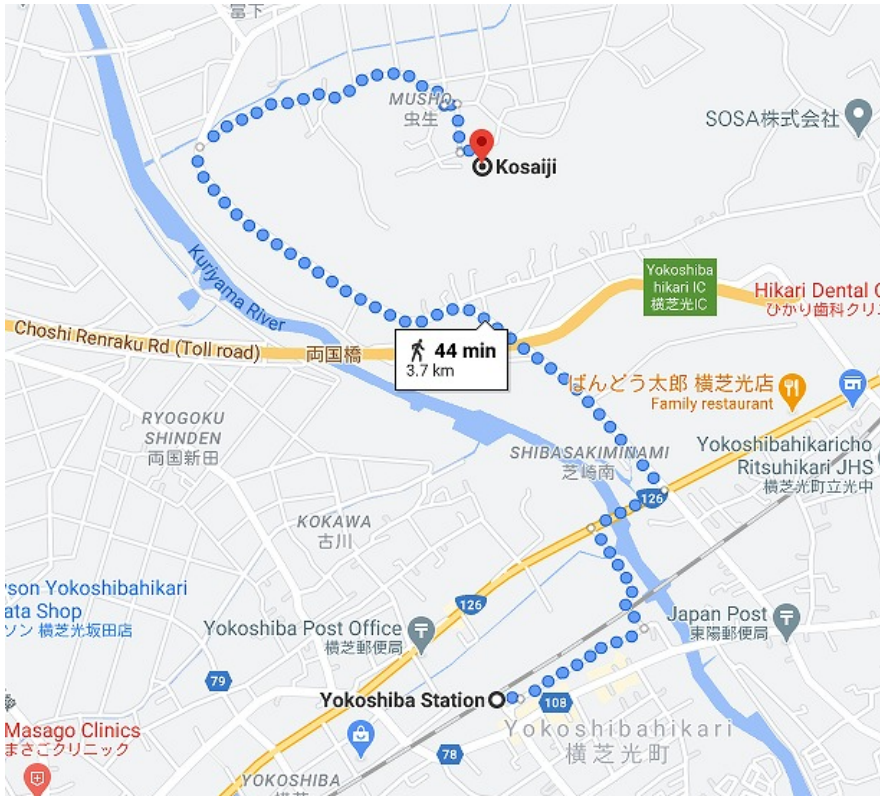 富下
MUSHO
虫生
SOSA株式会社
Kosaiji
Kuriyama River
Yokoshiba
hikari IC
横芝光IC
Hikari Dental C
ひかり歯科クリニ
Choshi Renraku Rd (Toll road)
両国橋
44 min
3.7 km
ばんどう太郎 横芝光店
Family restaurant
RYOGOKU
SHINDEN
両国新田
SHIBASAKIMINAMI
芝崎南
Yokoshibahikaricho
Ritsuhikari JHS
横芝光町立光中
126
KOKAWA
古川
son Yokoshibahikari
ata Shop
ソン 横芝光坂田店
126
Yokoshiba Post Office
横芝郵便局
Japan Post
東陽郵便局
79
Yokoshiba Station
108
Masago Clinics
まさごクリニック
Yokoshibahikari
横芝光町
78
YOKOSHIBA